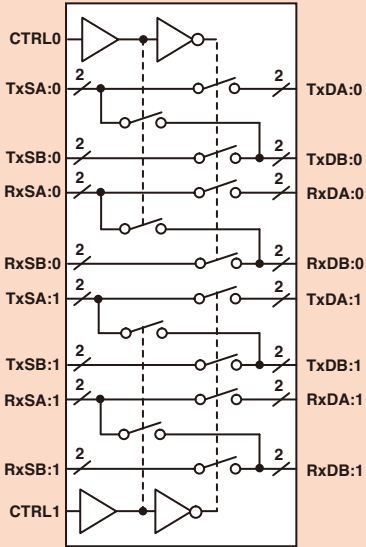 CTRL0
2 2
TxSA:0 TxDA:0
2 2
TxSB:0 TxDB:0
2 2
RxSA:0 RxDA:0
2 2
RxSB:0 RxDB:0
2 2
TxSA:1 TxDA:1
2 2
TxSB:1 TxDB:1
2 2
RxSA:1 RxDA:1
2 2
RxSB:1 RxDB:1
CTRL1